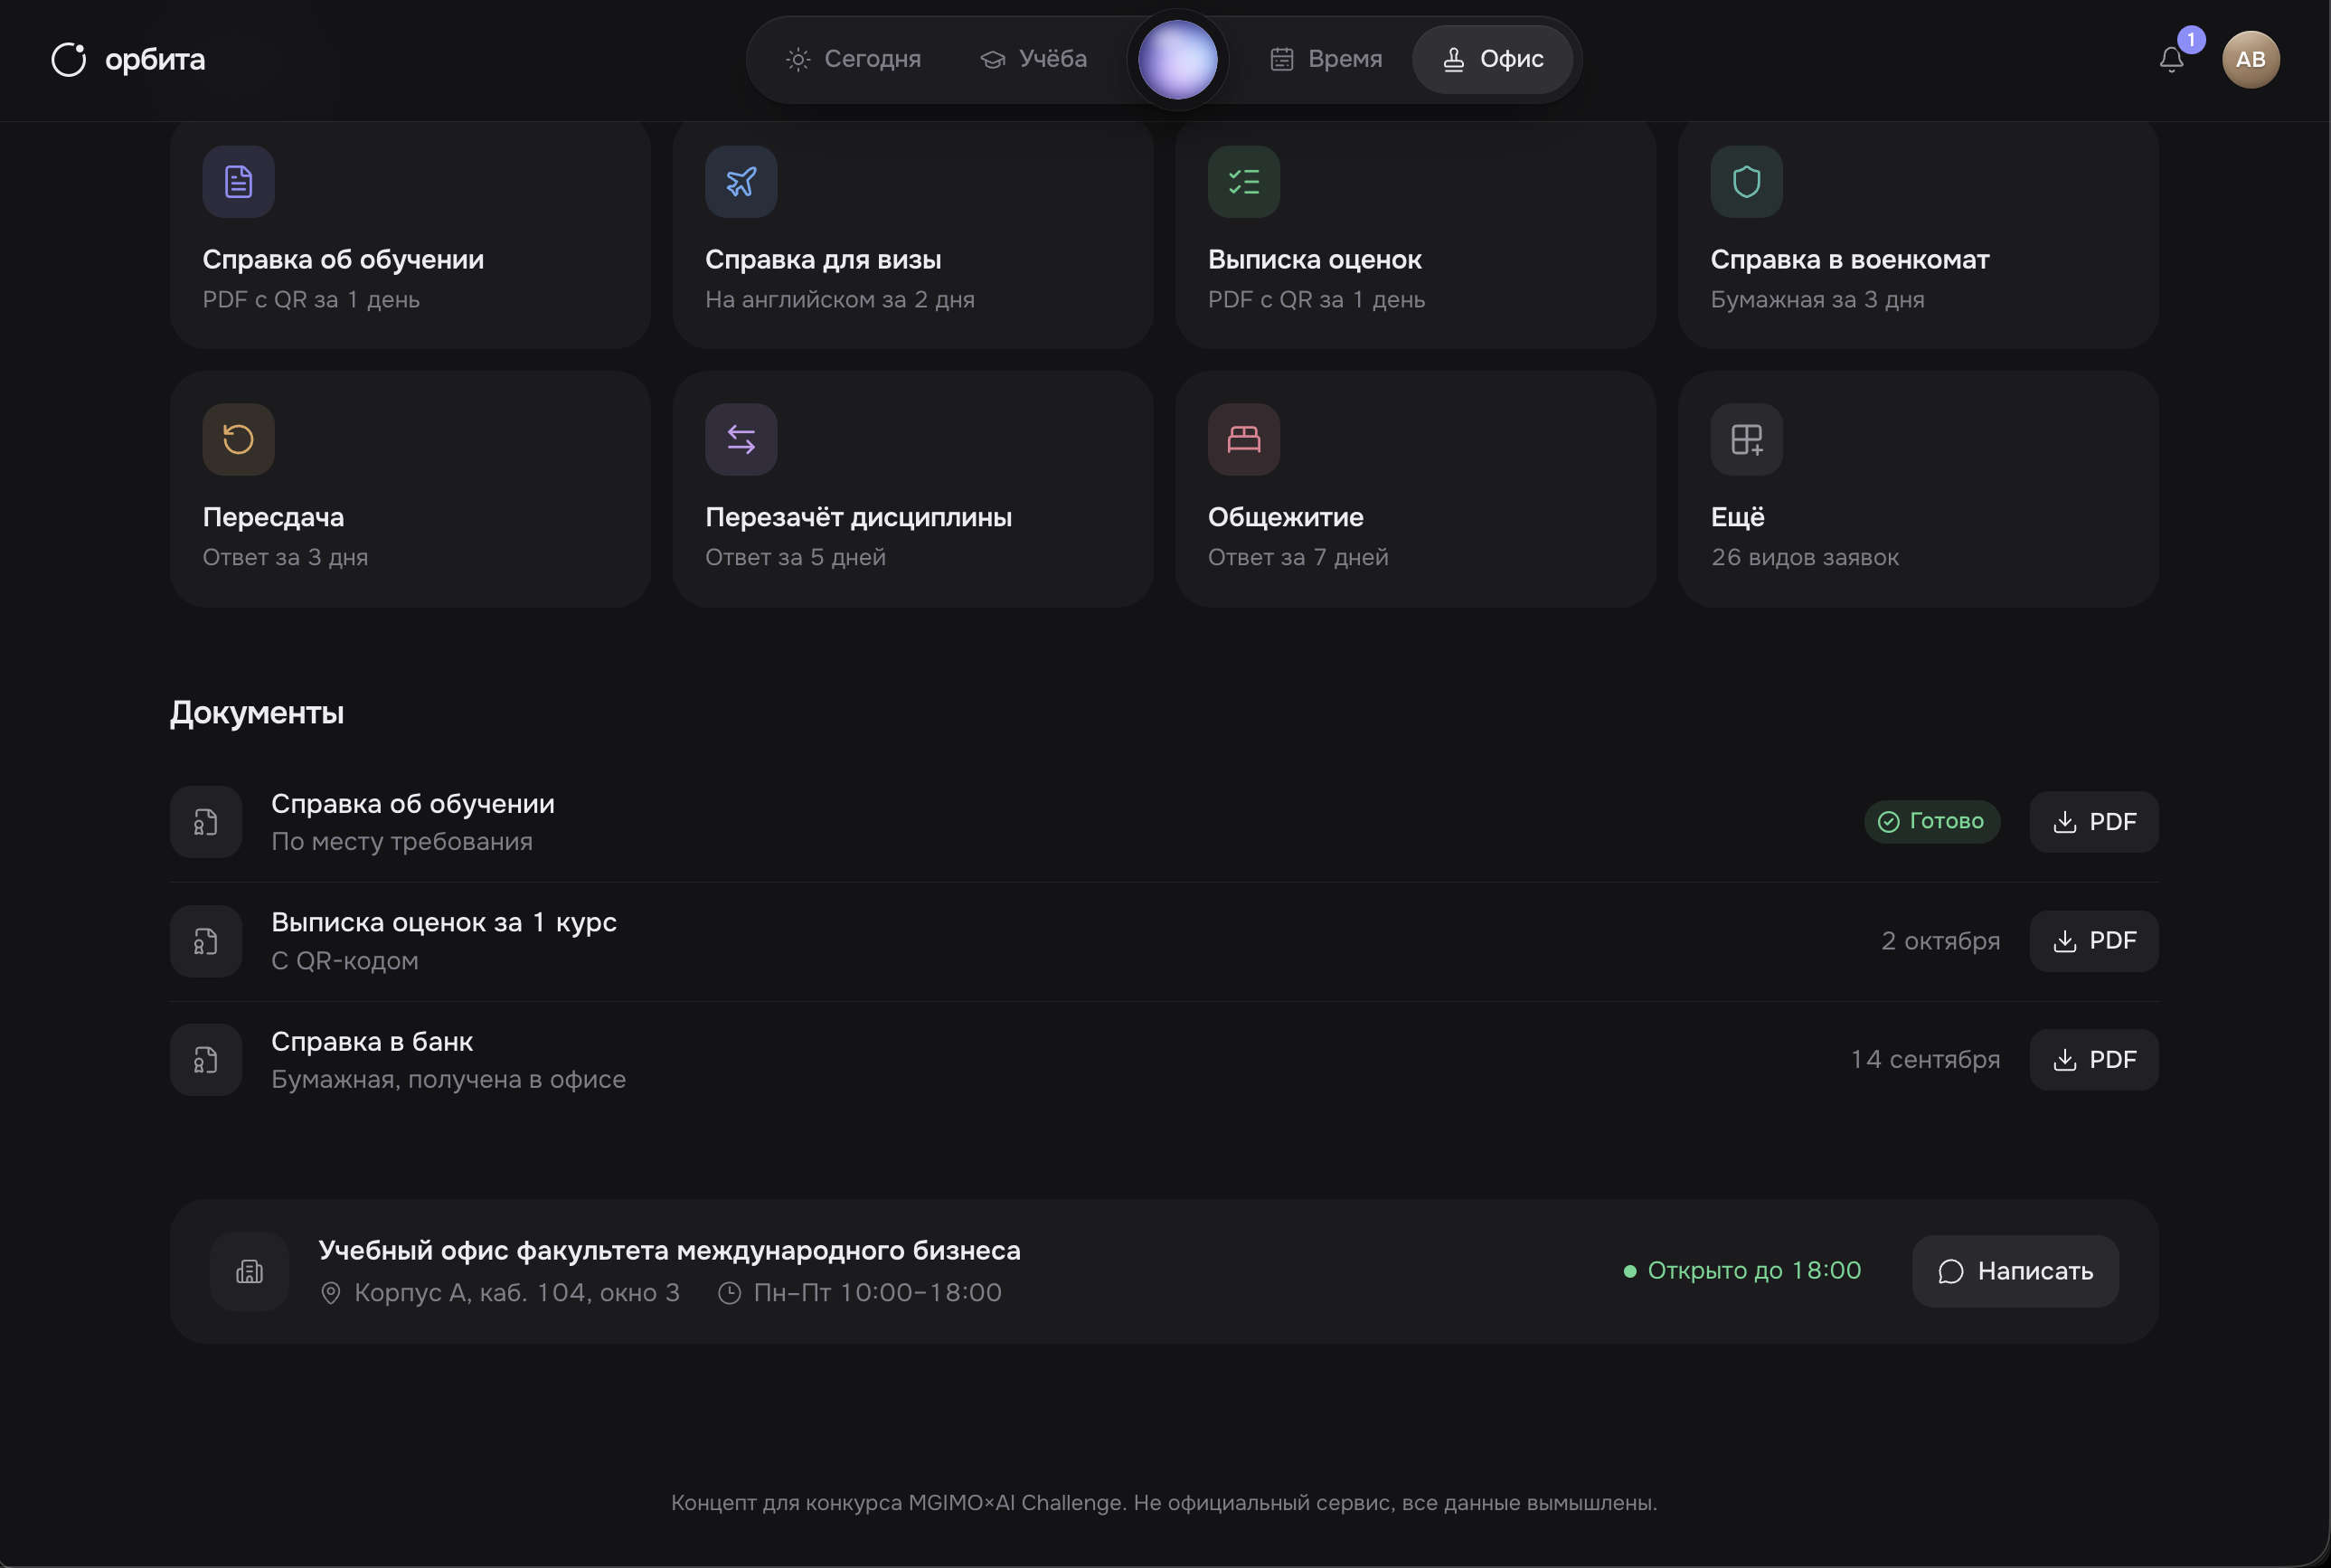 орбита
Сегодня
Учёба
Время
Офис
1
АВ
Справка об обучении
PDF с QR за 1 день
Справка для визы
На английском за 2 дня
Выписка оценок
PDF с QR за 1 день
Справка в военкомат
Бумажная за 3 дня
Пересдача
Ответ за 3 дня
Перезачёт дисциплины
Ответ за 5 дней
Общежитие
Ответ за 7 дней
Ещё
26 видов заявок
Документы
Справка об обучении
По месту требования
Готово
PDF
Выписка оценок за 1 курс
С QR-кодом
2 октября
PDF
Справка в банк
Бумажная, получена в офисе
14 сентября
PDF
Учебный офис факультета международного бизнеса
Корпус А, каб. 104, окно 3
Пн–Пт 10:00–18:00
Открыто до 18:00
Написать
Концепт для конкурса MGIMO×AI Challenge. Не официальный сервис, все данные вымышлены.